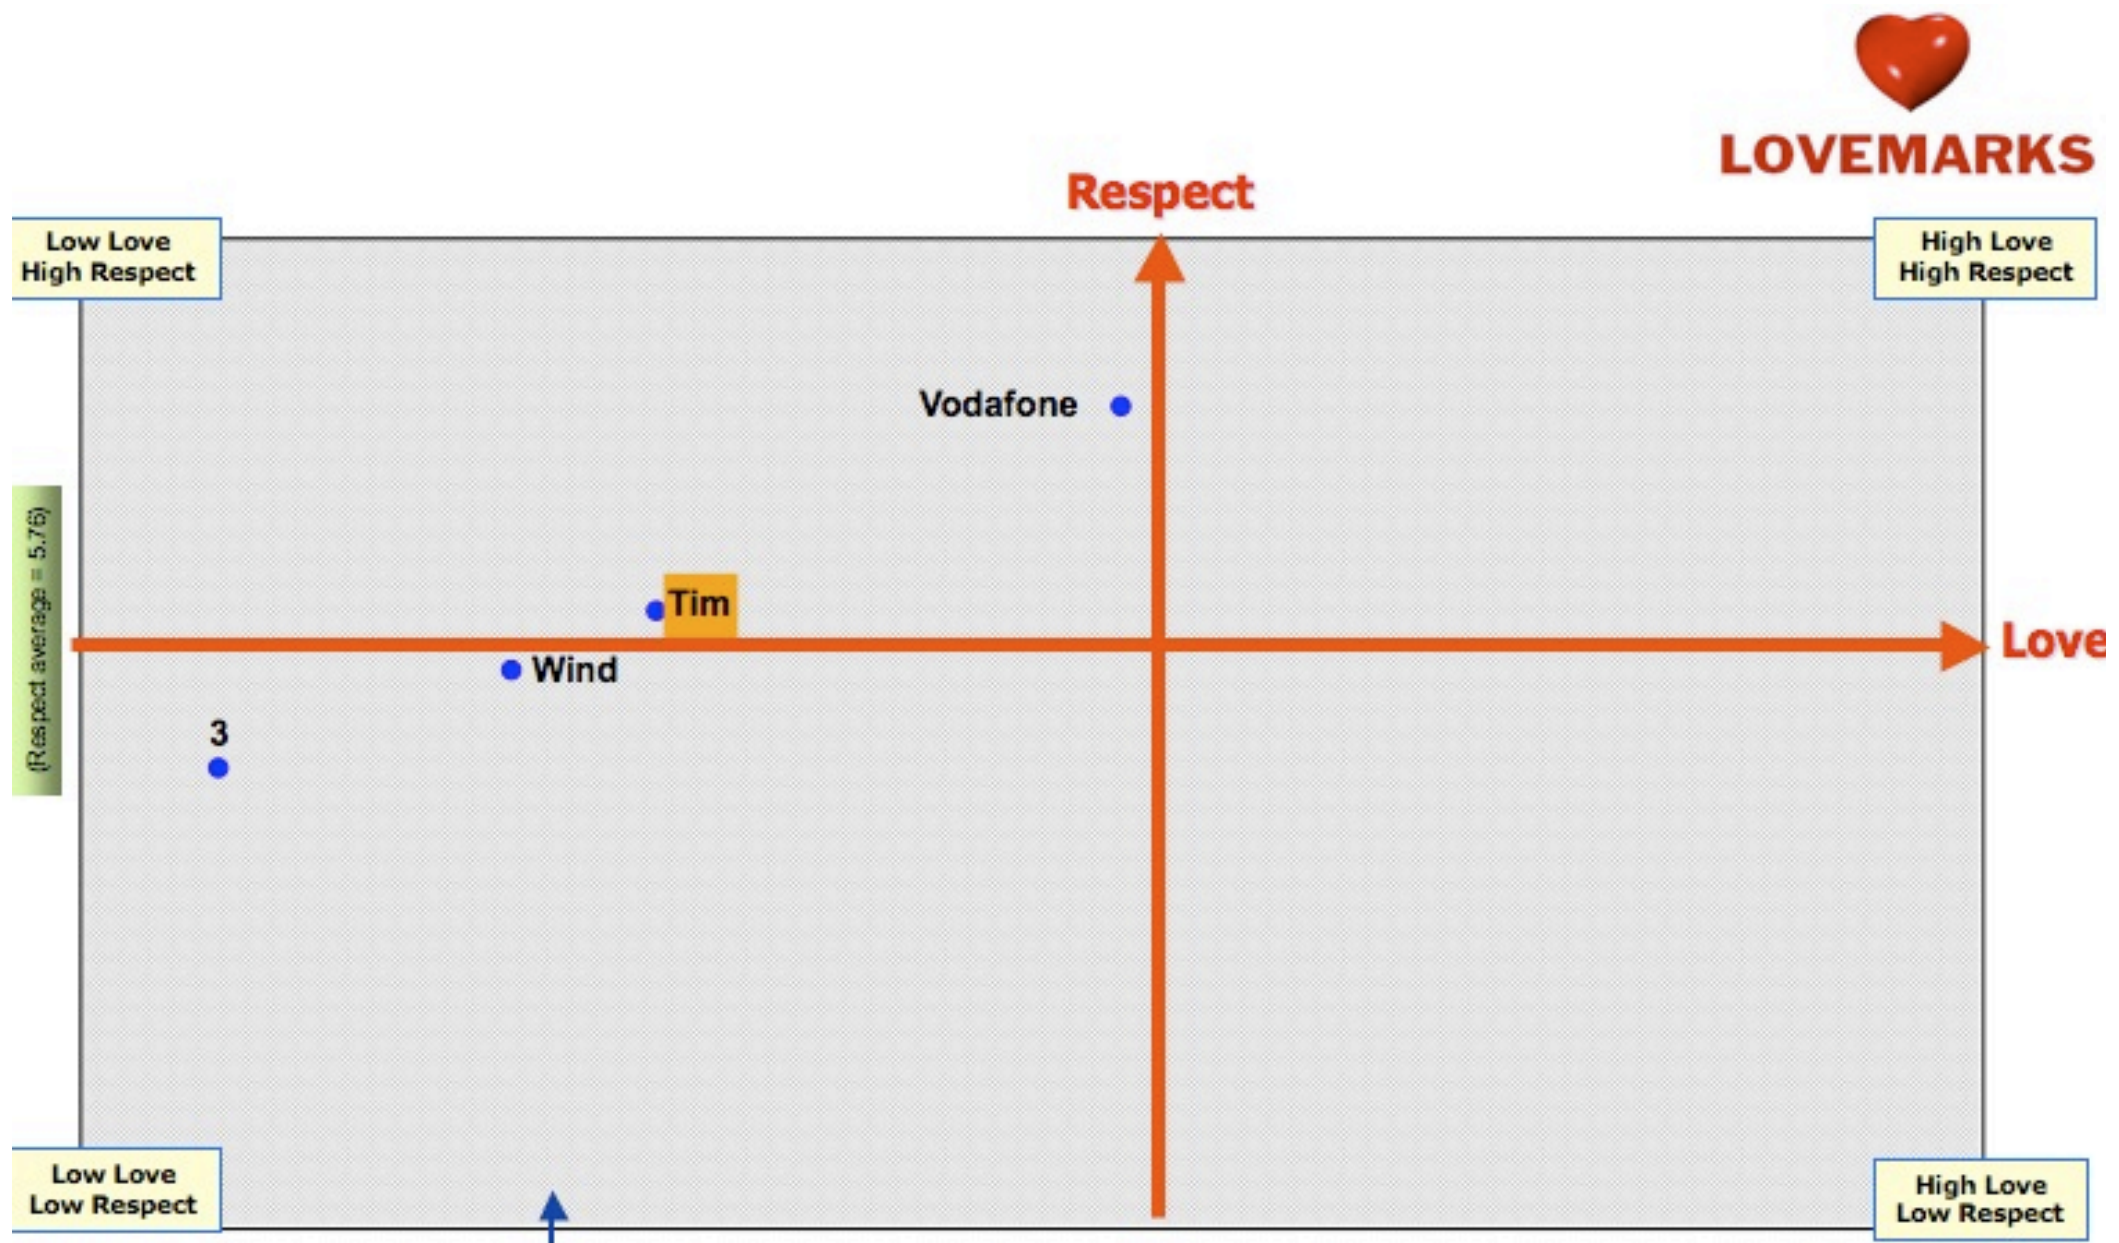 LOVEMARKS
Respect
Low Love
High Respect
High Love
High Respect
Vodafone
Tim
(Respect average = 5.76)
Love
Wind
3
Low Love
Low Respect
High Love
Low Respect